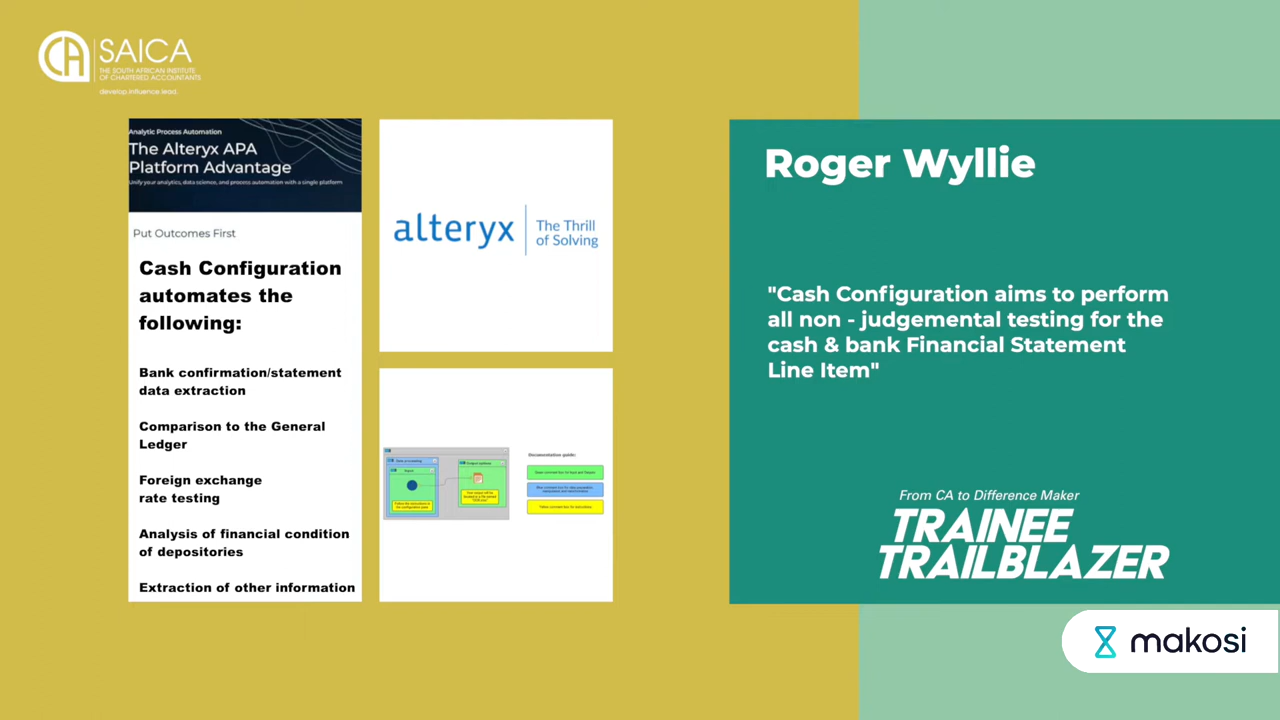 SAICA
THE SOUTH AFRICAN INSTITUTE
OF CHARTERED ACCOUNTANTS
develop.influence.lead.
Analytic Process Automation
The Alteryx APA
Platform Advantage
Unify your analytics, data science, and process automation with a single platform
Put Outcomes First
Cash Configuration
automates the
following:
Bank confirmation/statement
data extraction
Comparison to the General
Ledger
Foreign exchange
rate testing
Analysis of financial condition
of depositories
Extraction of other information
alteryx
The Thrill
of Solving
Documentation guide:
Roger Wyllie
"Cash Configuration aims to perform
all non - judgemental testing for the
cash & bank Financial Statement
Line Item"
From CA to Difference Maker
TRAINEE
TRAILBLAZER
makosi